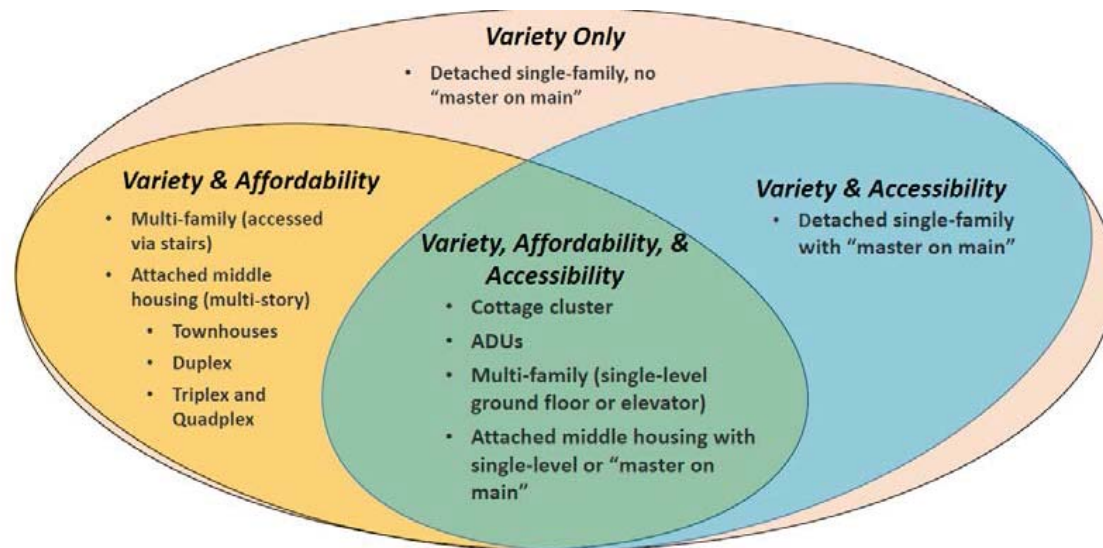 Variety Only
• Detached single-family, no
“master on main”
Variety & Affordability
• Multi-family (accessed
via stairs)
• Attached middle
housing (multi-story)
• Townhouses
• Duplex
• Triplex and
Quadplex
Variety, Affordability, &
Accessibility
• Cottage cluster
• ADUs
• Multi-family (single-level
ground floor or elevator)
• Attached middle housing with
single-level or “master on
main”
Variety & Accessibility
• Detached single-family
with “master on main”